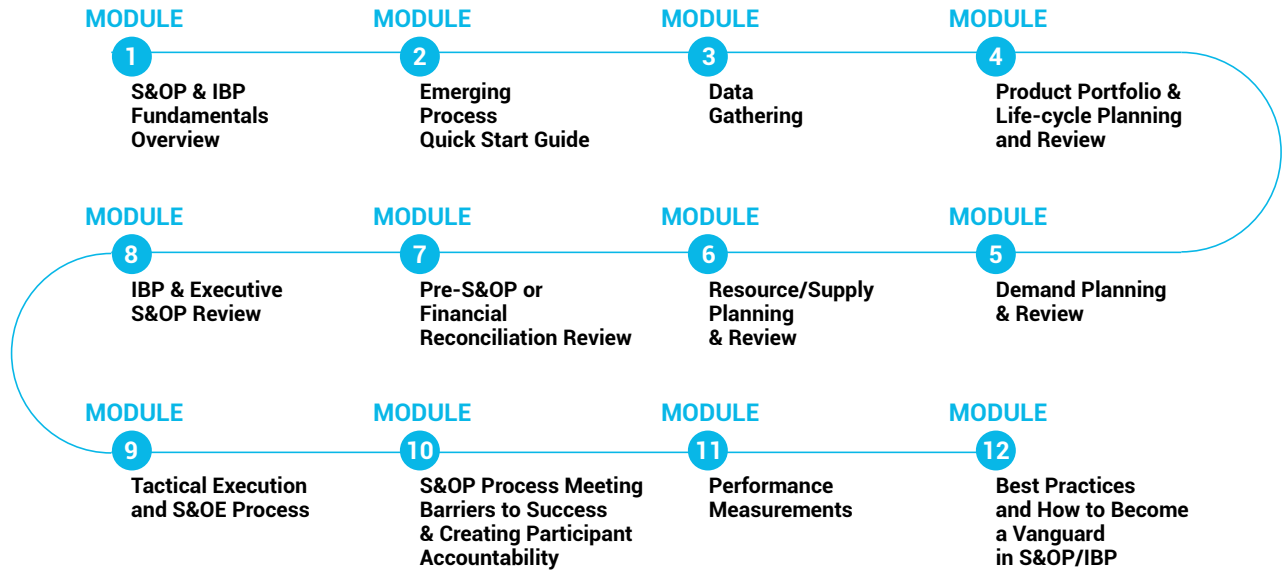 MODULE
1
S&OP & IBP
Fundamentals
Overview
MODULE
2
Emerging
Process
Quick Start Guide
MODULE
3
Data
Gathering
MODULE
4
Product Portfolio &
Life-cycle Planning
and Review
MODULE
5
Demand Planning
& Review
MODULE
6
Resource/Supply
Planning
& Review
MODULE
7
Pre-S&OP or
Financial
Reconciliation Review
MODULE
8
IBP & Executive
S&OP Review
MODULE
9
Tactical Execution
and S&OE Process
MODULE
10
S&OP Process Meeting
Barriers to Success
& Creating Participant
Accountability
MODULE
11
Performance
Measurements
MODULE
12
Best Practices
and How to Become
a Vanguard
in S&OP/IBP